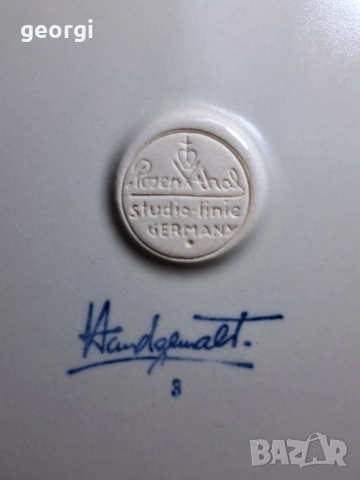 georgi
Rosenthal
studio-linie
GERMANY
Handgemalt.
3
BAZAR